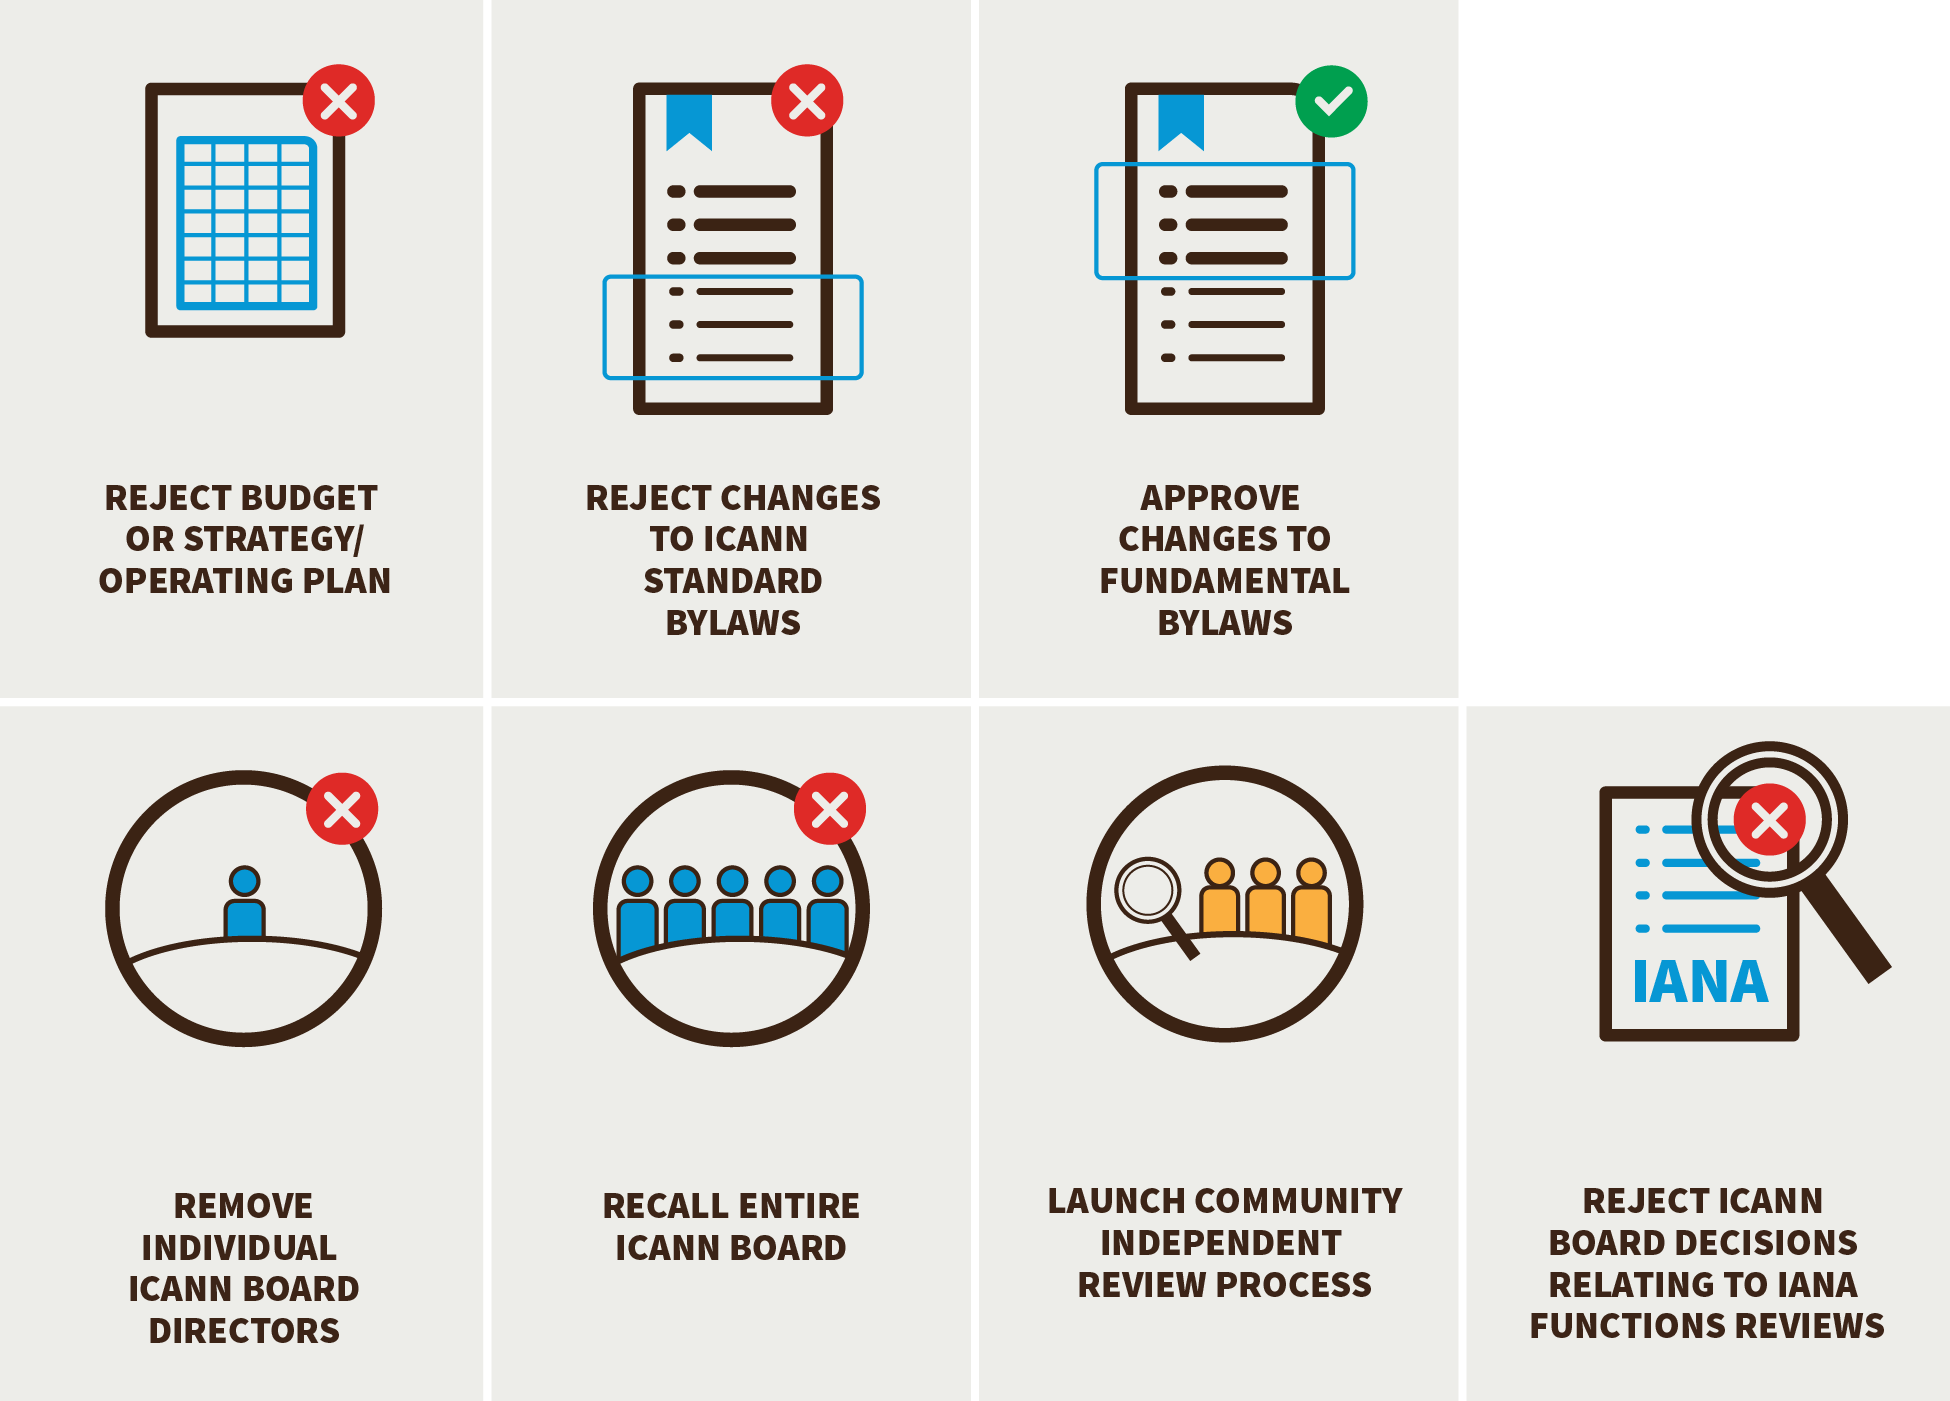 REJECT BUDGET
OR STRATEGY/
OPERATING PLAN
REJECT CHANGES
TO ICANN
STANDARD
BYLAWS
APPROVE
CHANGES TO
FUNDAMENTAL
BYLAWS
REMOVE
INDIVIDUAL
ICANN BOARD
DIRECTORS
RECALL ENTIRE
ICANN BOARD
LAUNCH COMMUNITY
INDEPENDENT
REVIEW PROCESS
IANA
REJECT ICANN
BOARD DECISIONS
RELATING TO IANA
FUNCTIONS REVIEWS